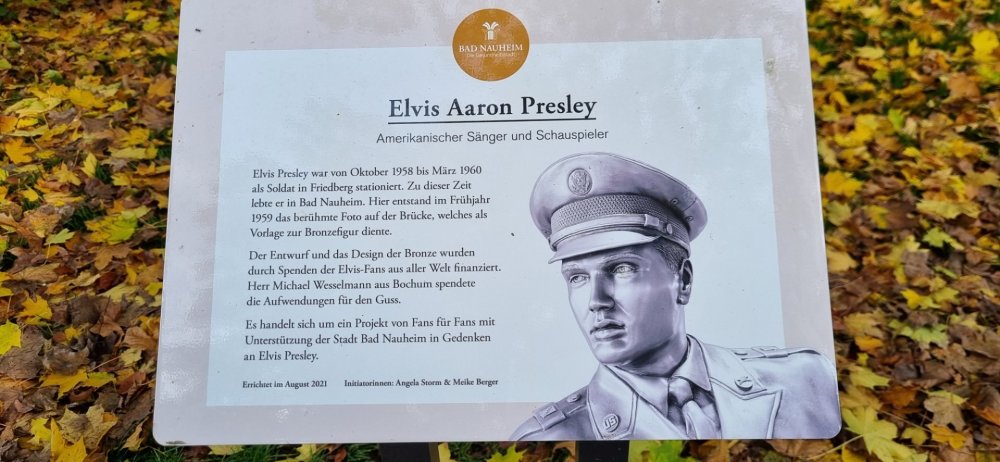 BAD NAUHEIM
Die Gesundheitsstadt
Elvis Aaron Presley
Amerikanischer Sänger und Schauspieler
Elvis Presley war von Oktober 1958 bis März 1960
als Soldat in Friedberg stationiert. Zu dieser Zeit
lebte er in Bad Nauheim. Hier entstand im Frühjahr
1959 das berühmte Foto auf der Brücke, welches als
Vorlage zur Bronzefigur diente.
Der Entwurf und das Design der Bronze wurden
durch Spenden der Elvis-Fans aus aller Welt finanziert.
Herr Michael Wesselmann aus Bochum spendete
die Aufwendungen für den Guss.
Es handelt sich um ein Projekt von Fans für Fans mit
Unterstützung der Stadt Bad Nauheim in Gedenken
an Elvis Presley.
Errichtet im August 2021 Initiatorinnen: Angela Storm & Meike Berger
US